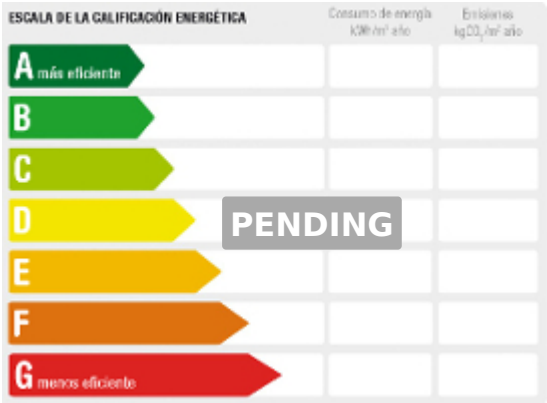 ESCALA DE LA CALIFICACIÓN ENERGÉTICA
Consumo de energía
kWh/m² año
Emisiones
kgCO₂/m² año
A más eficiente
B
C
D
PENDING
E
F
G menos eficiente